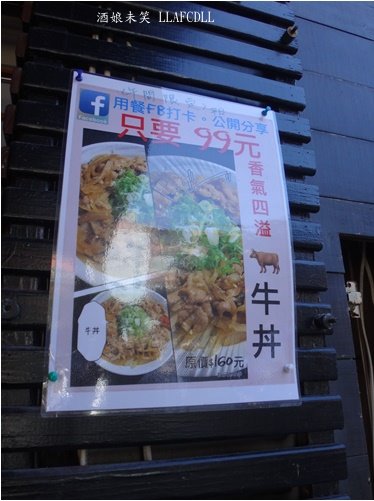 酒娘未笑 LLAFCDLL
Facebook
用餐FB打卡。公開分享
只要 99元
香氣四溢
牛丼
牛丼
原價$160元